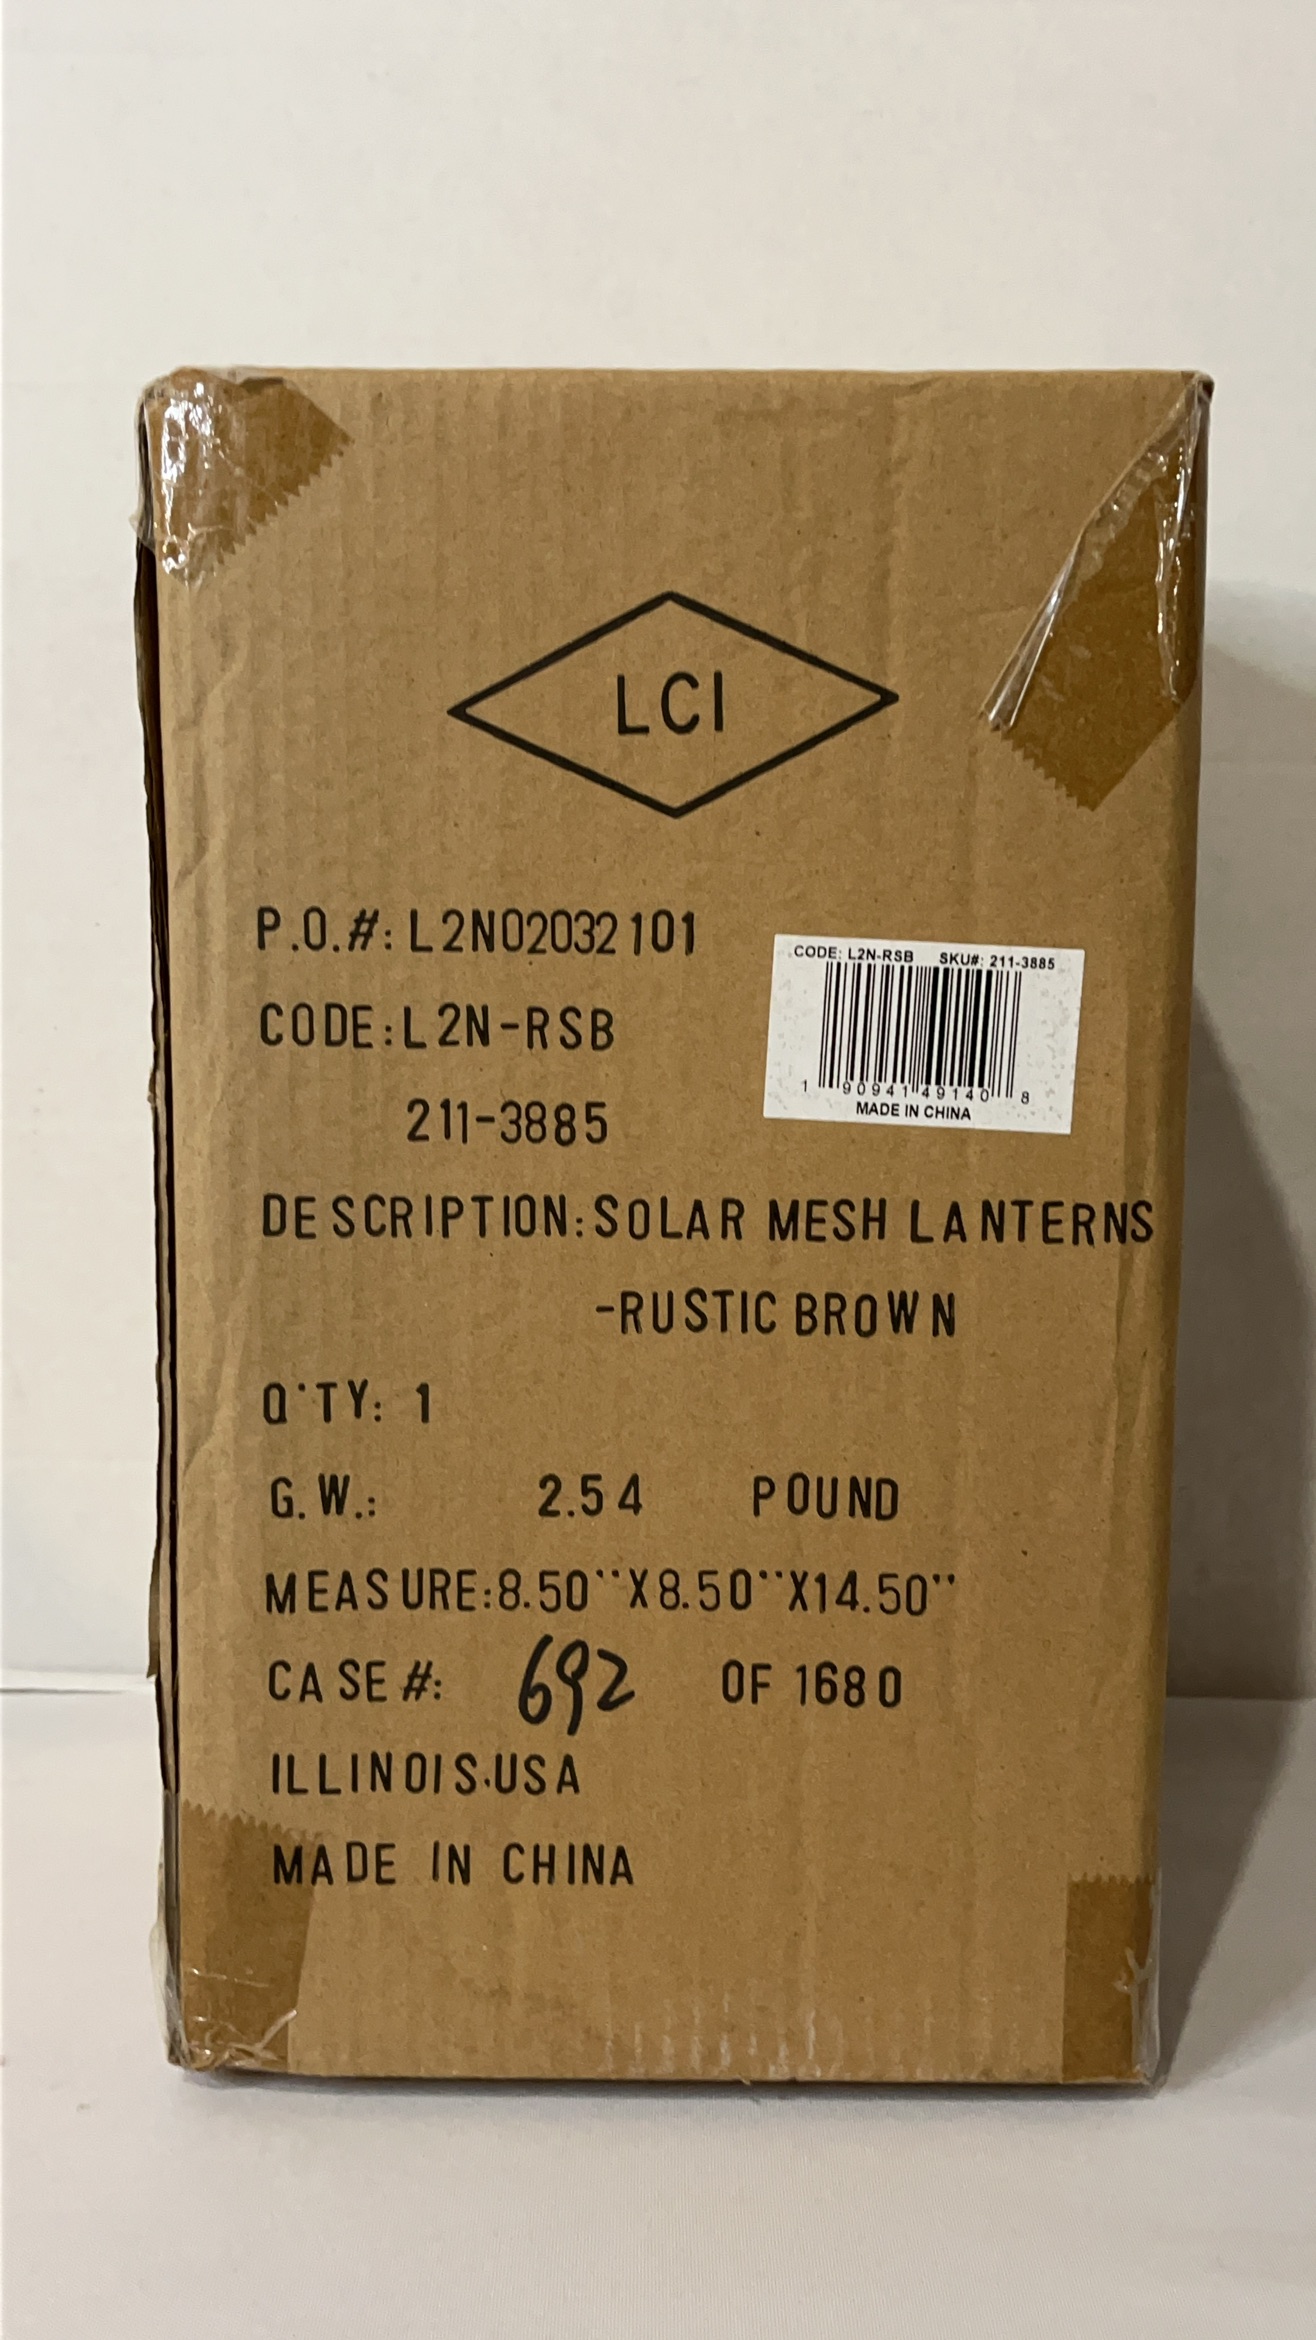 LCI
P.O.#: L2N02032101
CODE: L2N-RSB SKU#: 211-3885
1 90941 49140 8
MADE IN CHINA
CODE:L2N-RSB
211-3885
DESCRIPTION:SOLAR MESH LANTERNS
-RUSTIC BROWN
Q'TY: 1
G.W.: 2.54 POUND
MEASURE:8.50"X8.50"X14.50"
CASE#: 692 OF 1680
ILLINOIS.USA
MADE IN CHINA